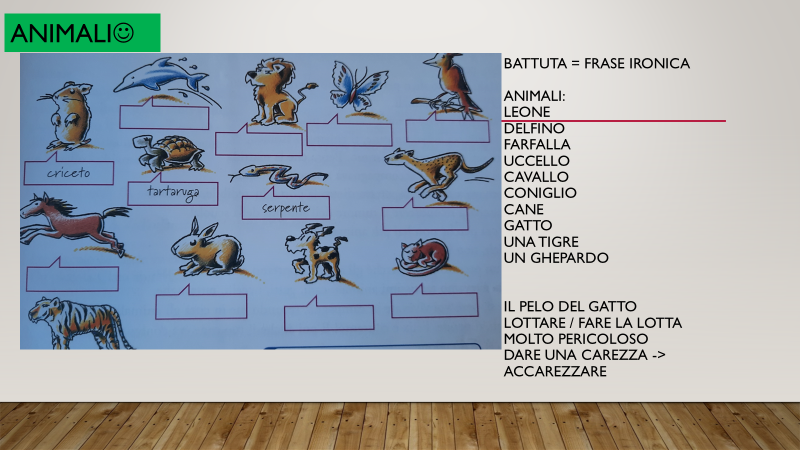 ANIMALI☺
criceto
tartaruga
serpente
BATTUTA = FRASE IRONICA
ANIMALI:
LEONE
DELFINO
FARFALLA
UCCELLO
CAVALLO
CONIGLIO
CANE
GATTO
UNA TIGRE
UN GHEPARDO
IL PELO DEL GATTO
LOTTARE / FARE LA LOTTA
MOLTO PERICOLOSO
DARE UNA CAREZZA ->
ACCAREZZARE